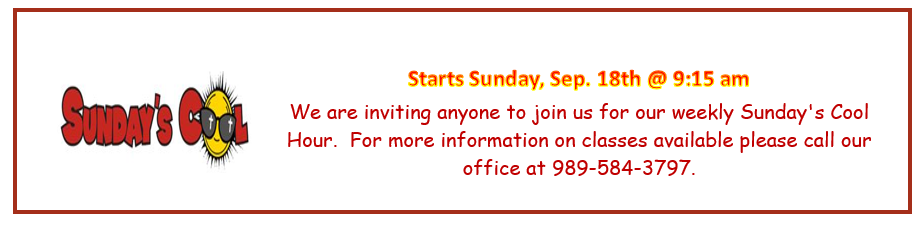 SUNDAY'S COOL
Starts Sunday, Sep. 18th @ 9:15 am
We are inviting anyone to join us for our weekly Sunday's Cool
Hour.  For more information on classes available please call our
office at 989-584-3797.